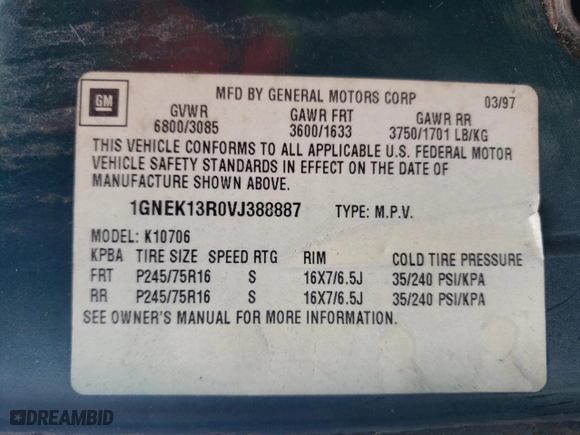 GM
MFD BY GENERAL MOTORS CORP 03/97
GVWR GAWR FRT GAWR RR
6800/3085 3600/1633 3750/1701 LB/KG
THIS VEHICLE CONFORMS TO ALL APPLICABLE U.S. FEDERAL MOTOR
VEHICLE SAFETY STANDARDS IN EFFECT ON THE DATE OF
MANUFACTURE SHOWN ABOVE.
1GNEK13R0VJ388887 TYPE: M.P.V.
MODEL: K10706
KPBA TIRE SIZE SPEED RTG RIM COLD TIRE PRESSURE
FRT P245/75R16 S 16X7/6.5J 35/240 PSI/KPA
RR P245/75R16 S 16X7/6.5J 35/240 PSI/KPA
SEE OWNER'S MANUAL FOR MORE INFORMATION.
DREAMBID